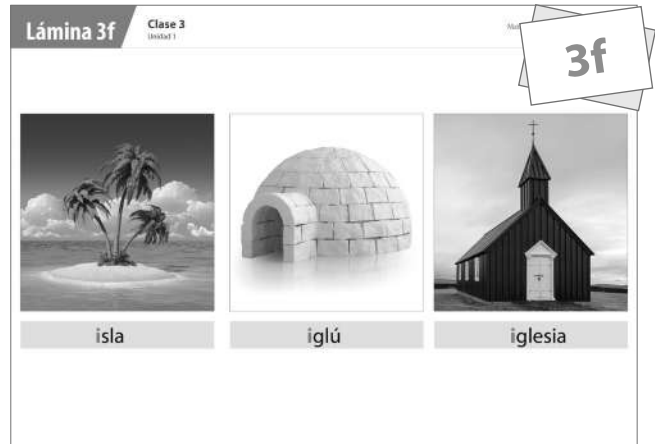 Lámina 3f
Clase 3
Unidad 1
3f
isla
iglú
iglesia